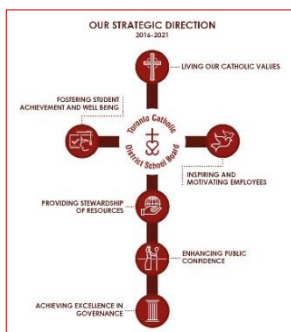 OUR STRATEGIC DIRECTION
2016-2021
LIVING OUR CATHOLIC VALUES
FOSTERING STUDENT
ACHIEVEMENT AND WELL BEING
Toronto Catholic
District School Board
INSPIRING AND
MOTIVATING EMPLOYEES
PROVIDING STEWARDSHIP
OF RESOURCES
ENHANCING PUBLIC
CONFIDENCE
ACHIEVING EXCELLENCE IN
GOVERNANCE